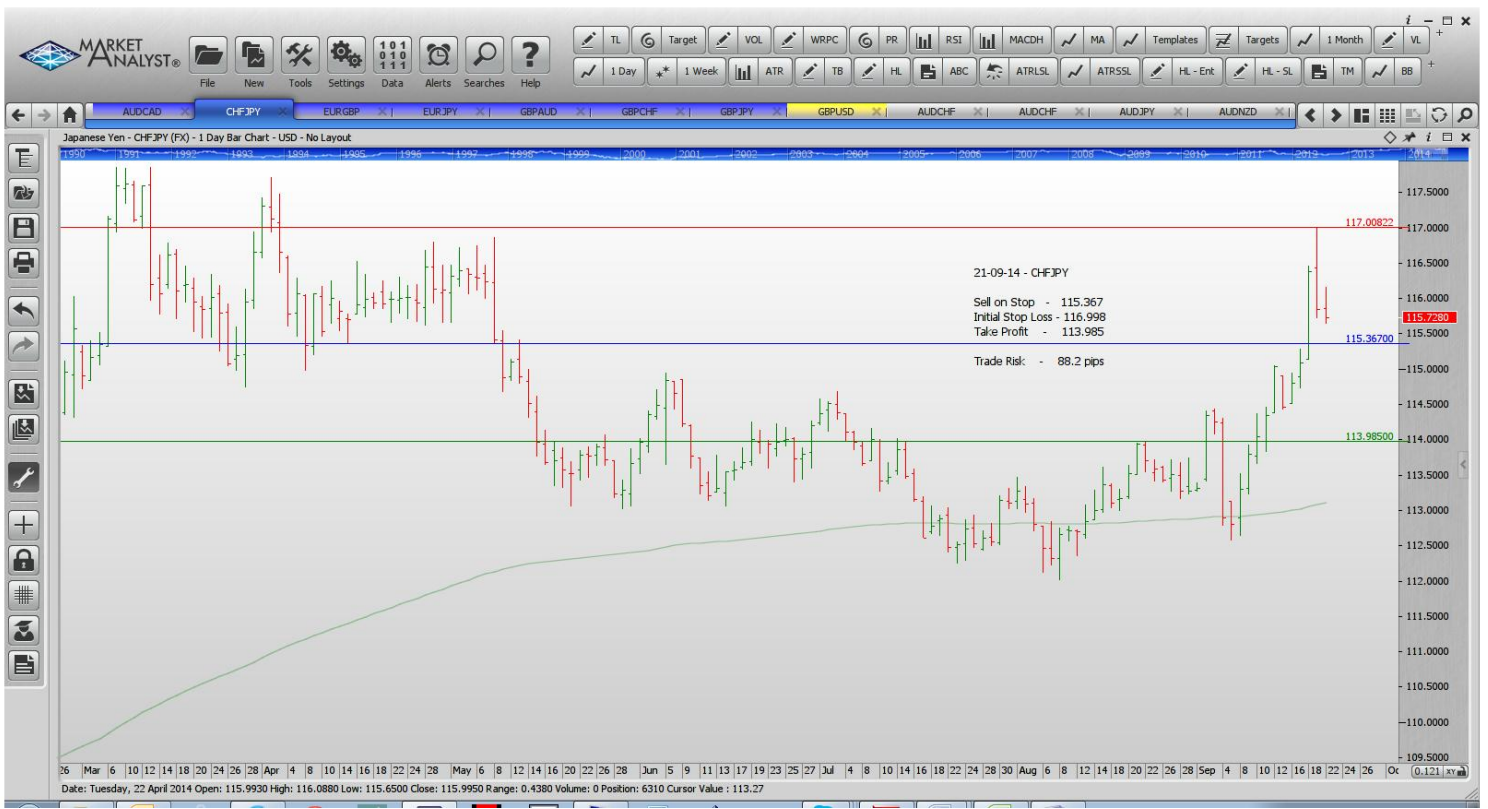 MARKET
ANALYST®
File New Tools Settings Data Alerts Searches Help
TL Target VOL WRPC PR RSI MACDH MA Templates Targets 1 Month VL
1 Day 1 Week ATR TB HL ABC ATRLSL ATRSSL HL - Ent HL - SL TM BB
AUDCAD CHFJPY EURGBP EURJPY GBPAUD GBPCHF GBPJPY GBPUSD AUDCHF AUDCHF AUDJPY AUDNZD
Japanese Yen - CHFJPY (FX) - 1 Day Bar Chart - USD - No Layout
1990 1991 1992 1993 1994 1995 1996 1997 1998 1999 2000 2001 2002 2003 2004 2005 2006 2007 2008 2009 2010 2011 2012 2013 2014
117.5000
117.00822
117.0000
116.5000
21-09-14 - CHFJPY
Sell on Stop - 115.367
Initial Stop Loss - 116.998
Take Profit - 113.985
Trade Risk - 88.2 pips
116.0000
115.7280
115.5000
115.36700
115.0000
114.5000
113.98500
114.0000
113.5000
113.0000
112.5000
112.0000
111.5000
111.0000
110.5000
110.0000
109.5000
26 Mar 6 10 12 14 18 20 24 26 28 Apr 4 8 10 14 16 18 22 24 28 May 6 8 12 14 16 20 22 26 28 Jun 5 9 11 13 17 19 23 25 27 Jul 4 8 10 14 16 18 22 24 28 30 Aug 6 8 12 14 18 20 22 26 28 Sep 4 8 10 12 16 18 22 24 26 Oc
0.121 XY
Date: Tuesday, 22 April 2014 Open: 115.9930 High: 116.0880 Low: 115.6500 Close: 115.9950 Range: 0.4380 Volume: 0 Position: 6310 Cursor Value : 113.27